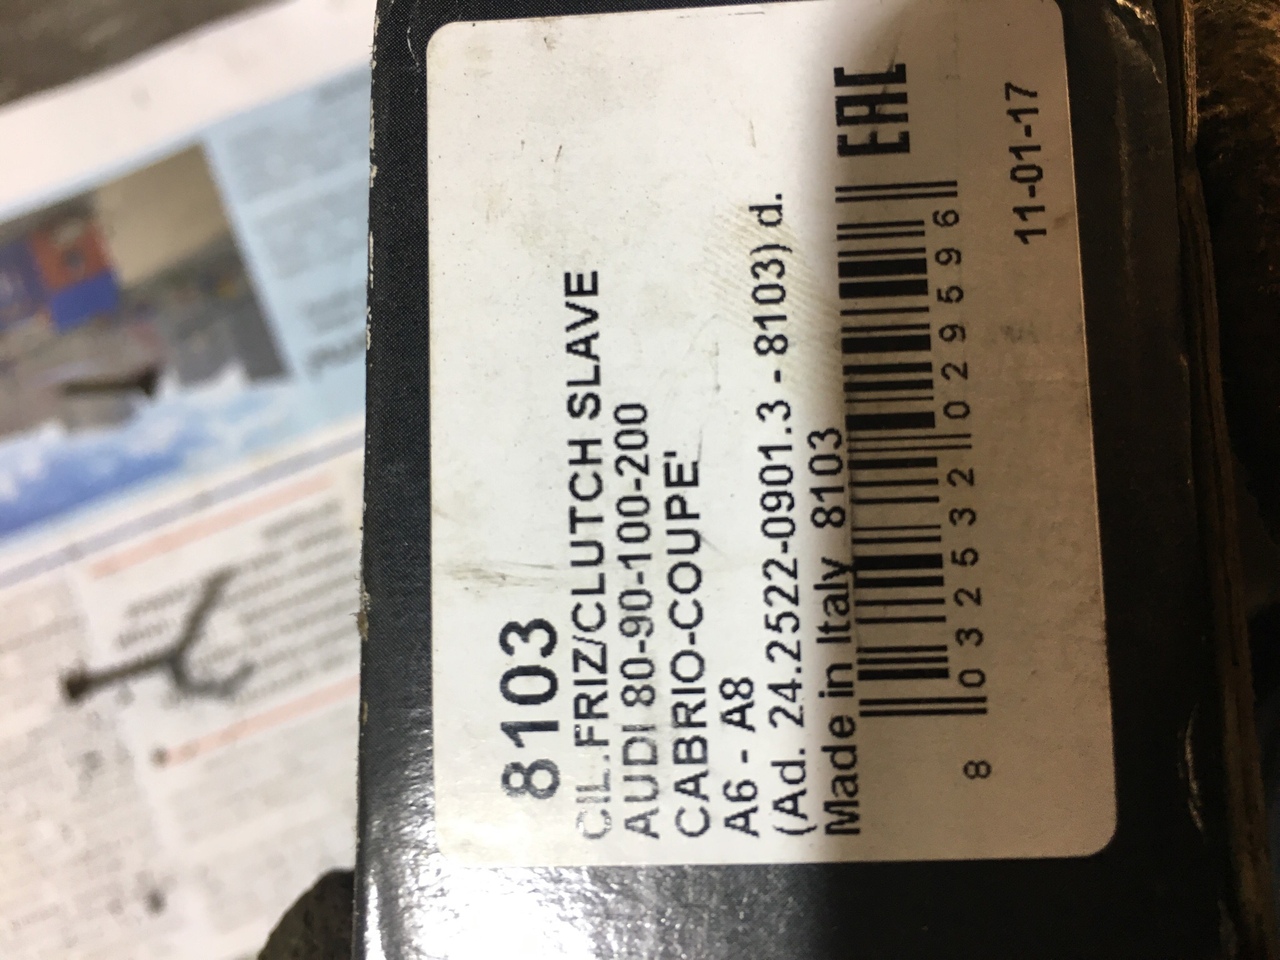 8103
CIL.FRIZ/CLUTCH SLAVE
AUDI 80-90-100-200
CABRIO-COUPE'
A6 - A8
(Ad. 24.2522-0901.3 - 8103) d.
Made in Italy 8103
EAC
8 032532 029596
11-01-17